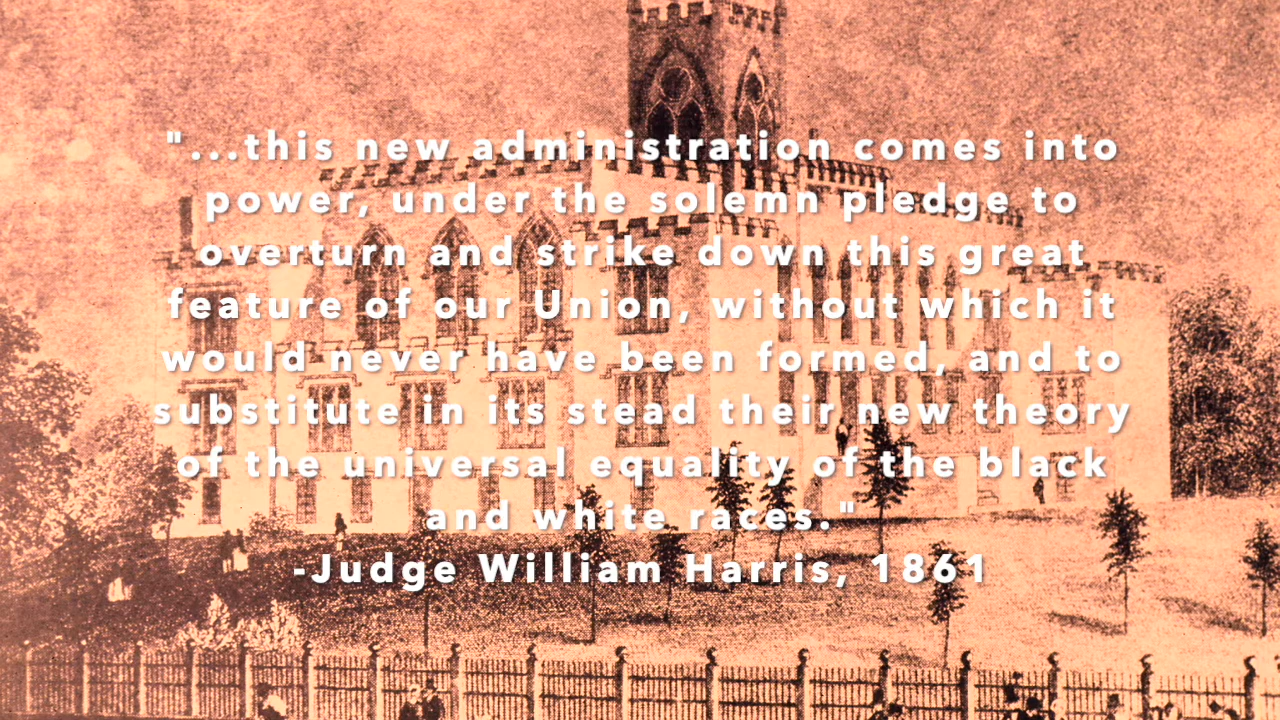 "...this new administration comes into
power, under the solemn pledge to
overturn and strike down this great
feature of our Union, without which it
would never have been formed, and to
substitute in its stead their new theory
of the universal equality of the black
and white races."
-Judge William Harris, 1861